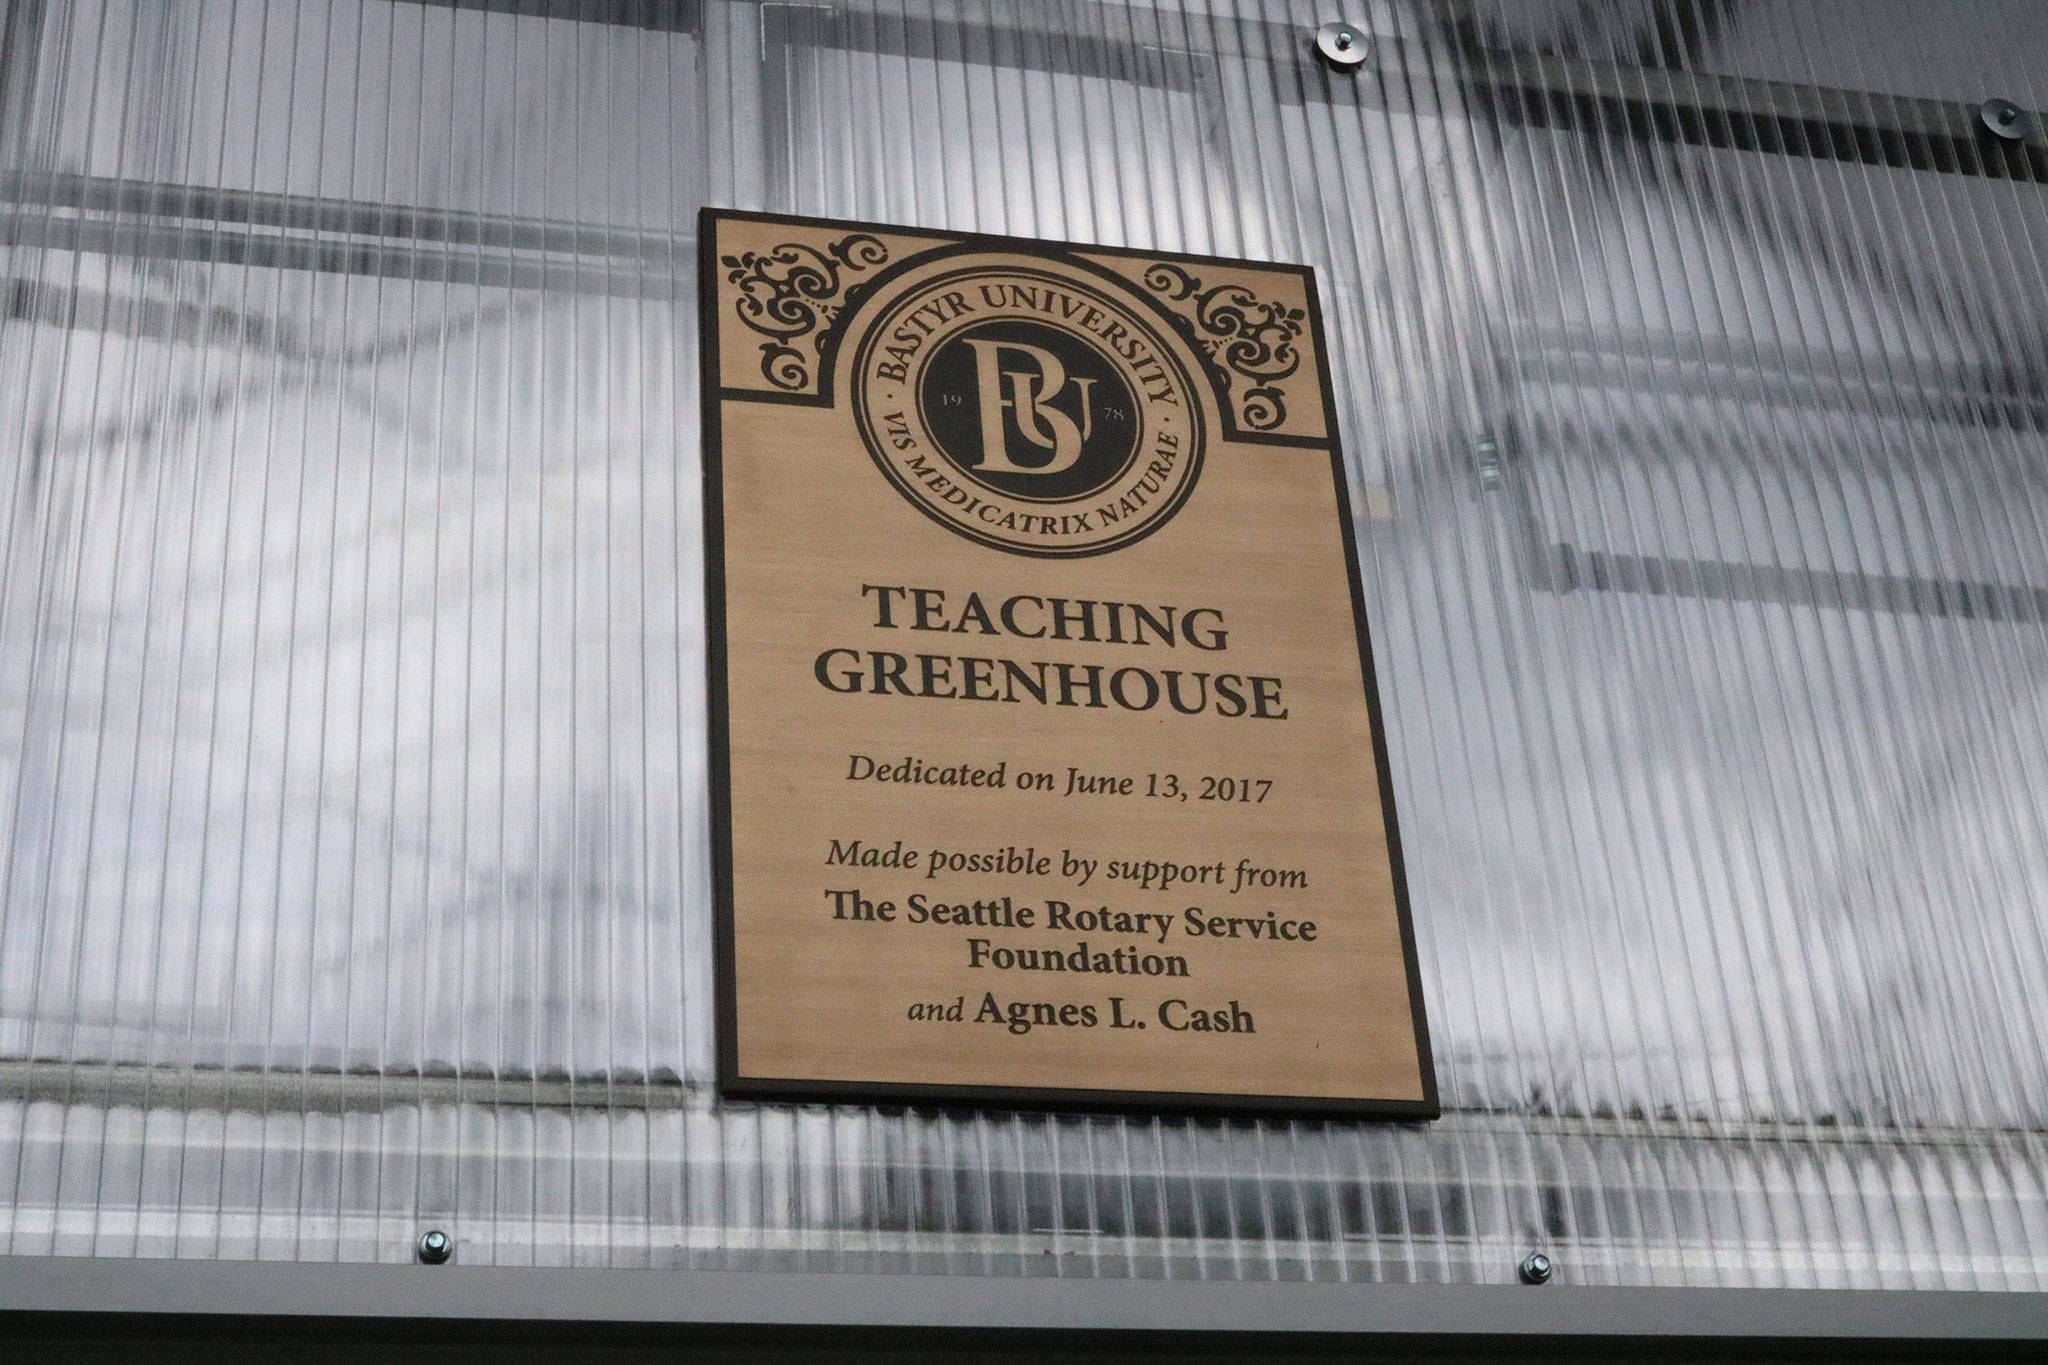 BASTYR UNIVERSITY
19 BU 78
· VIS MEDICATRIX NATURAE ·
TEACHING
GREENHOUSE
Dedicated on June 13, 2017
Made possible by support from
The Seattle Rotary Service
Foundation
and Agnes L. Cash